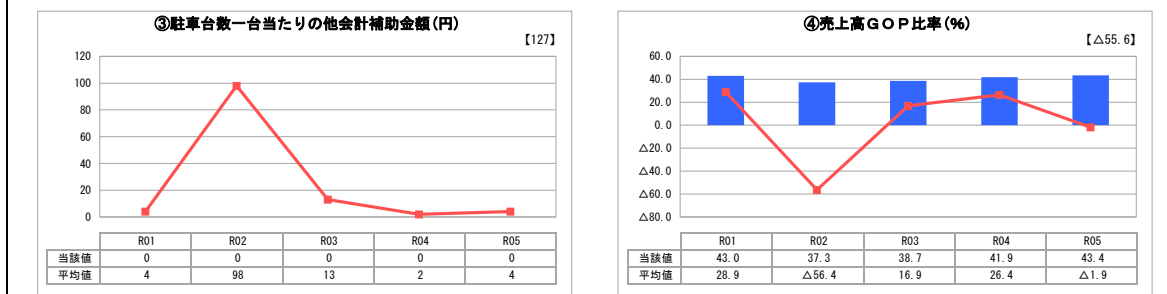 ③駐車台数一台当たりの他会計補助金額(円)
【127】
120
100
80
60
40
20
0
R01 R02 R03 R04 R05
当該値 0 0 0 0 0
平均値 4 98 13 2 4
④売上高GOP比率(%)
【△55.6】
60.0
40.0
20.0
0.0
△20.0
△40.0
△60.0
△80.0
R01 R02 R03 R04 R05
当該値 43.0 37.3 38.7 41.9 43.4
平均値 28.9 △56.4 16.9 26.4 △1.9